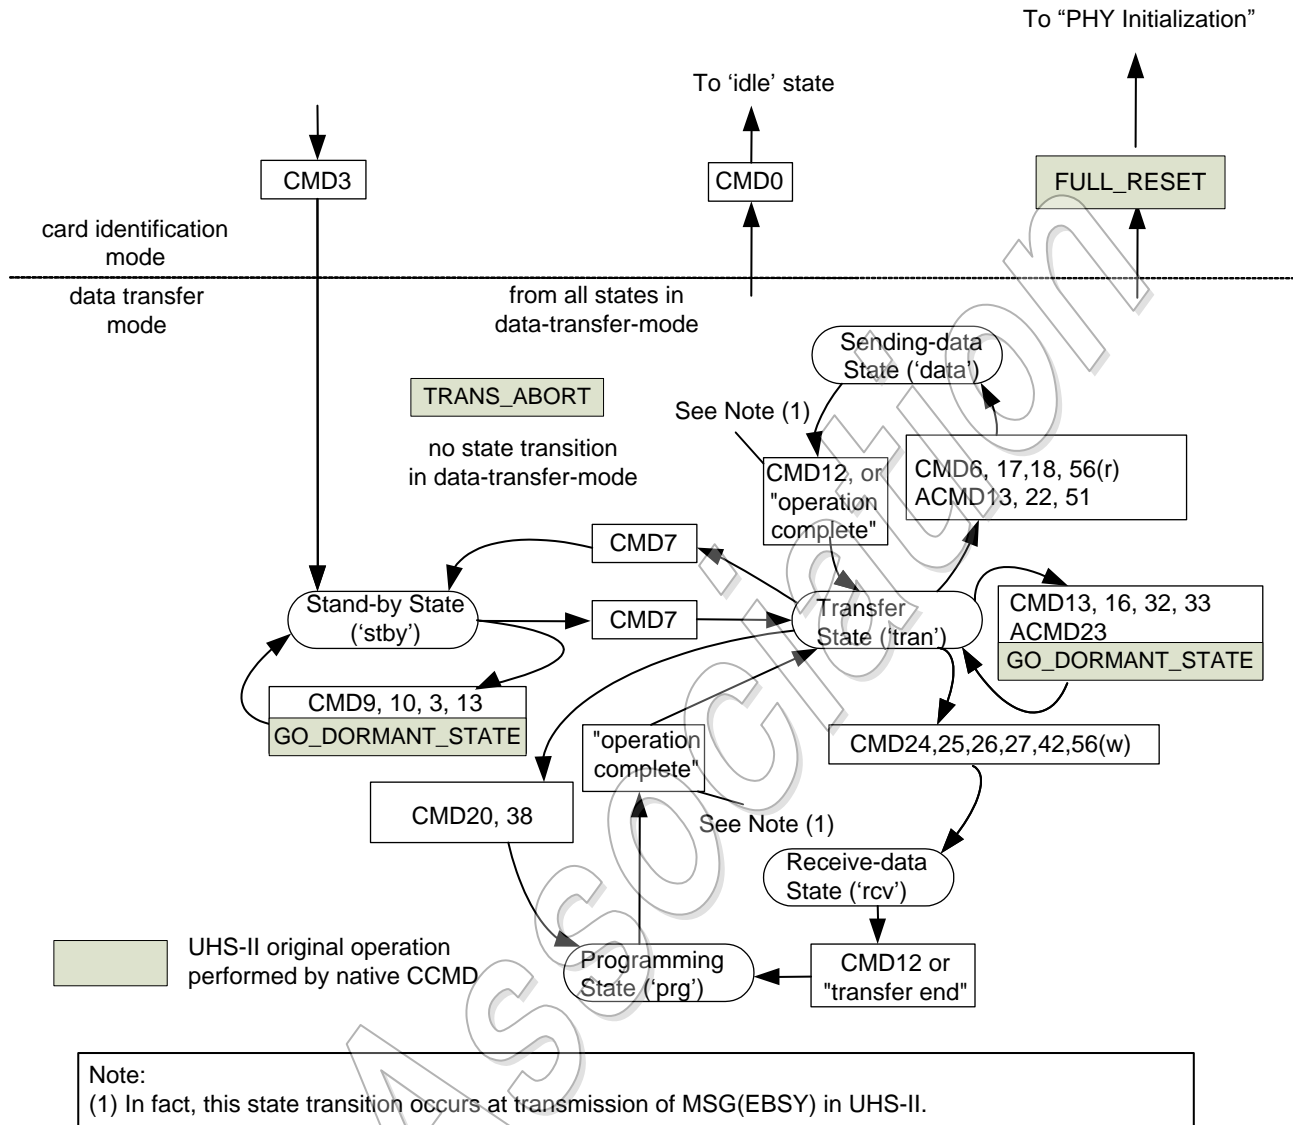 To “PHY Initialization”
To ‘idle’ state
CMD3
CMD0
FULL_RESET
card identification
mode
data transfer
mode
from all states in
data-transfer-mode
Sending-data
State (‘data’)
TRANS_ABORT
See Note (1)
no state transition
in data-transfer-mode
CMD12, or
"operation
complete"
CMD6, 17,18, 56(r)
ACMD13, 22, 51
CMD7
Stand-by State
(‘stby’)
CMD7
Transfer
State (‘tran’)
CMD13, 16, 32, 33
ACMD23
GO_DORMANT_STATE
CMD9, 10, 3, 13
GO_DORMANT_STATE
"operation
complete"
CMD24,25,26,27,42,56(w)
CMD20, 38
See Note (1)
Receive-data
State (‘rcv’)
UHS-II original operation
performed by native CCMD
Programming
State (‘prg’)
CMD12 or
"transfer end"
Note:
(1) In fact, this state transition occurs at transmission of MSG(EBSY) in UHS-II.
Association